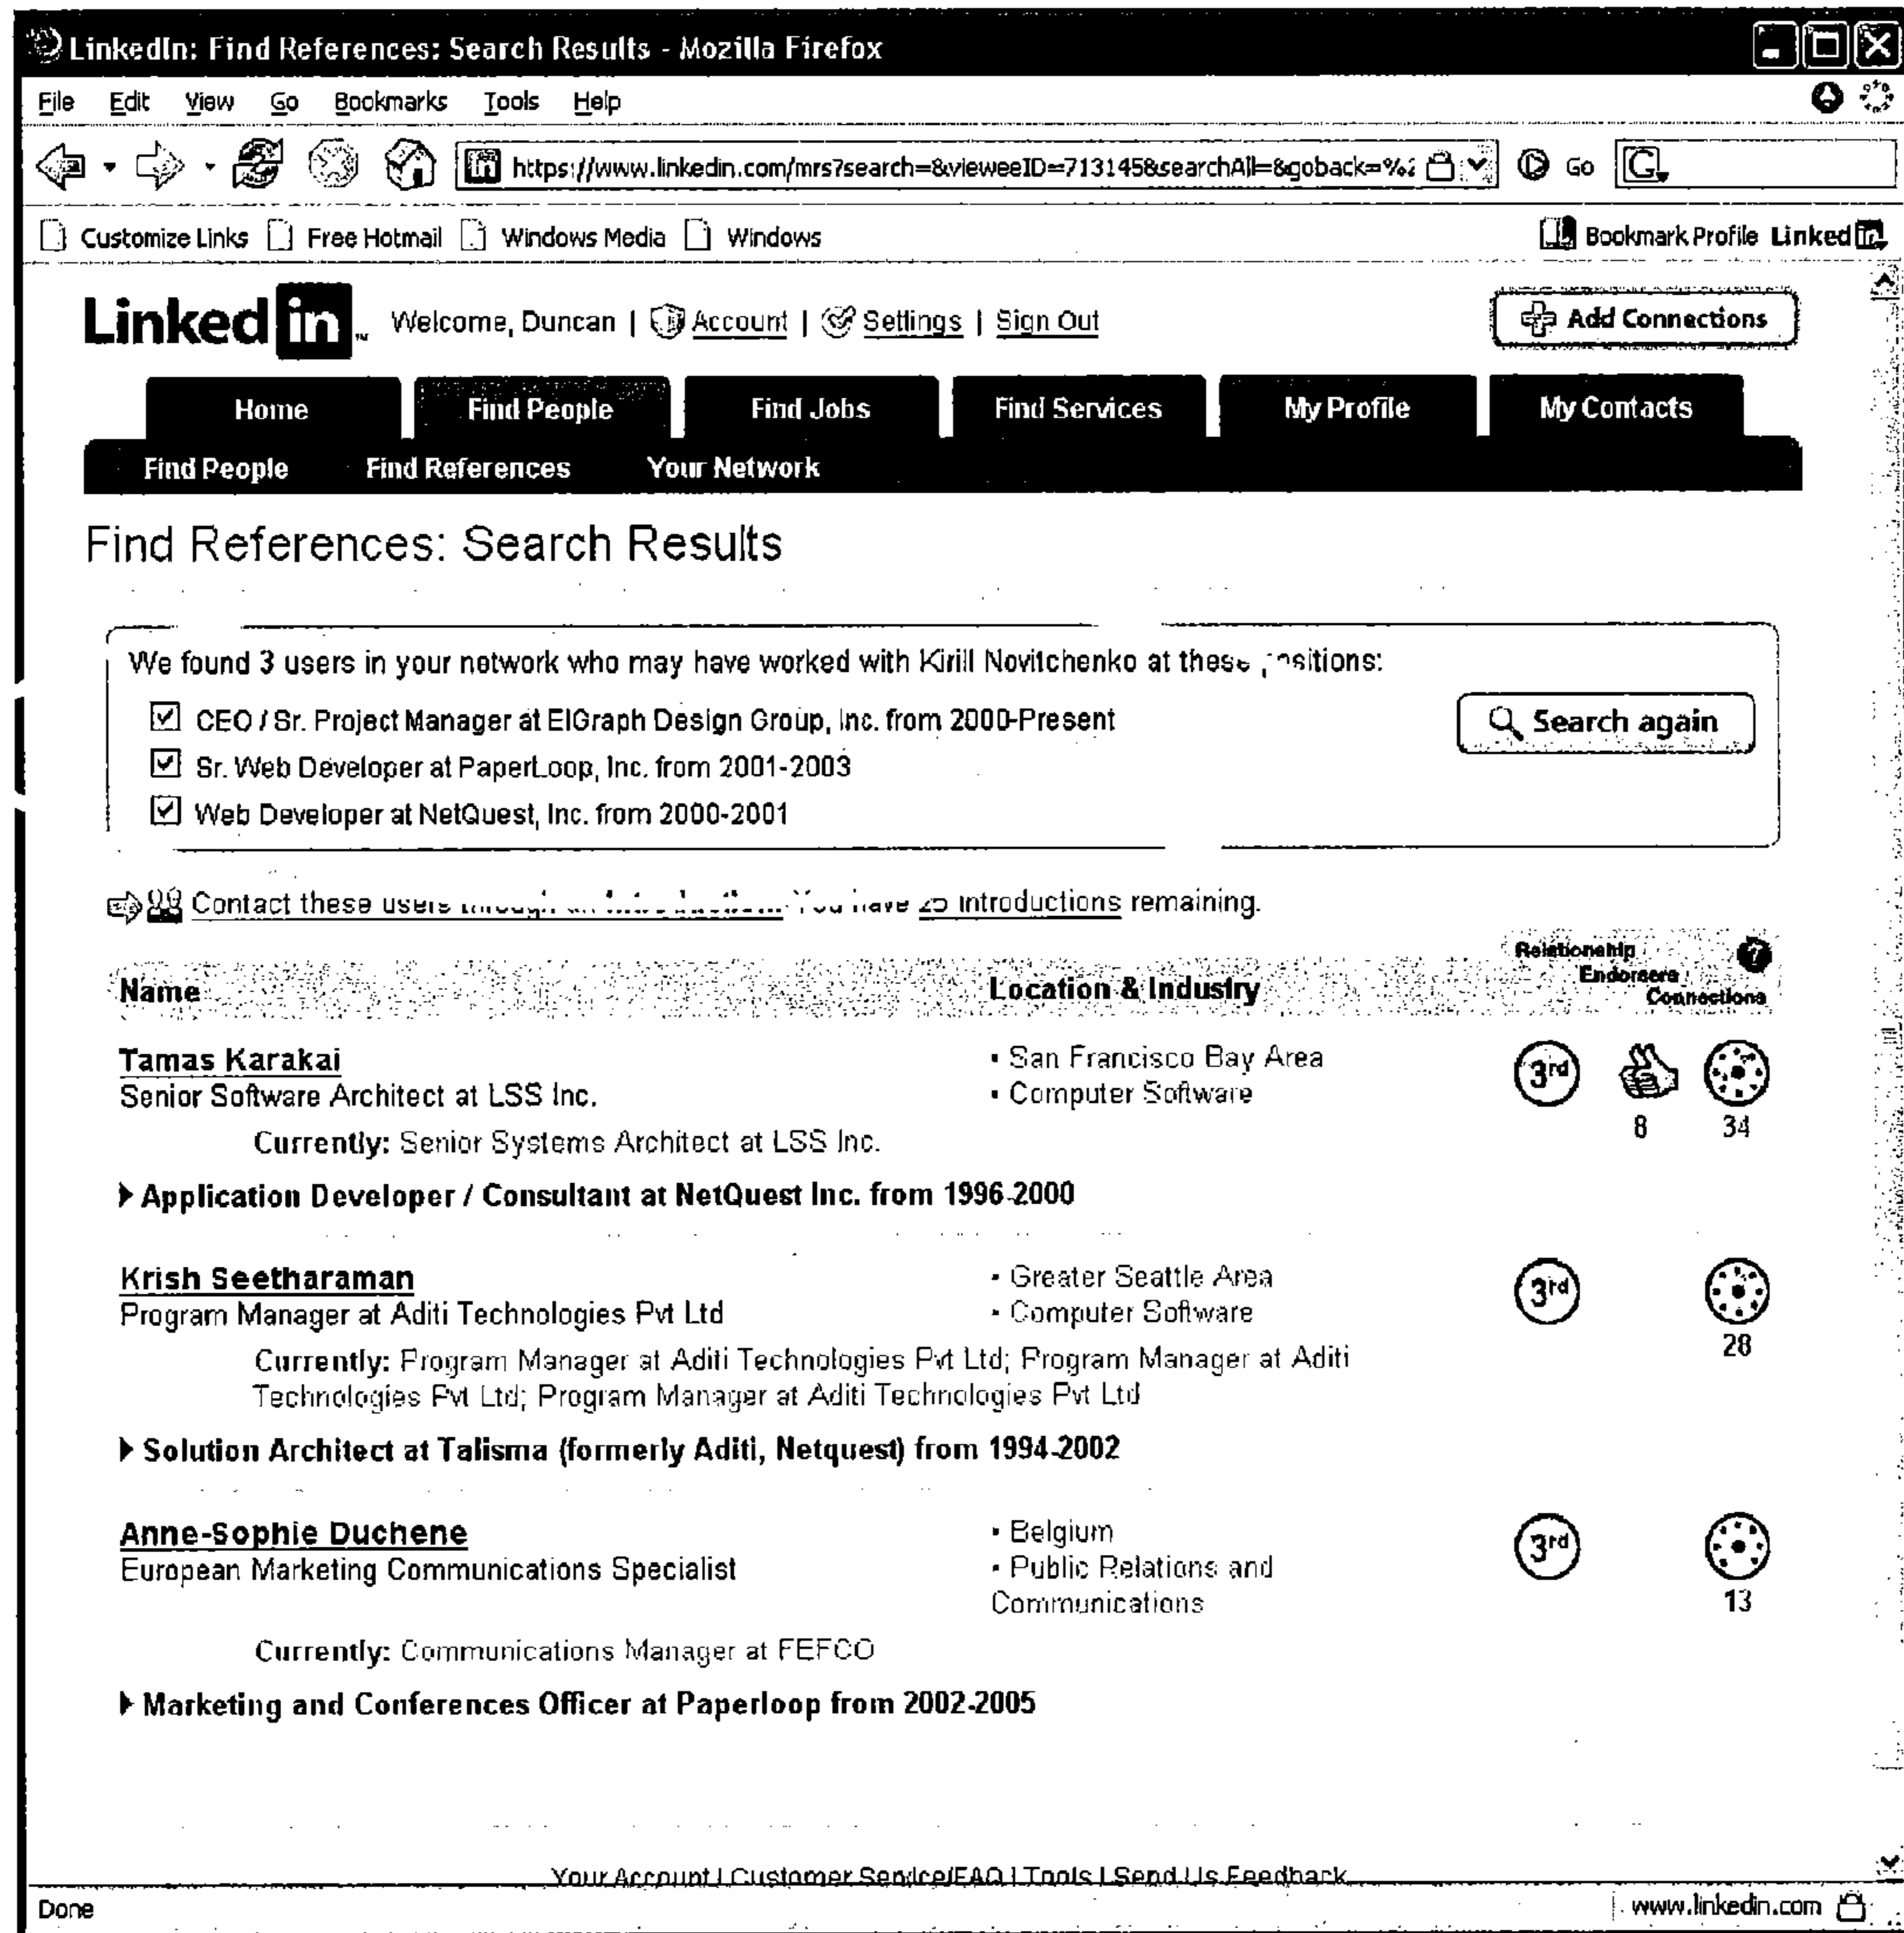 LinkedIn: Find References: Search Results - Mozilla Firefox
File Edit View Go Bookmarks Tools Help
https://www.linkedin.com/mrs?search=&vieweeID=713145&searchAll=&goback=%2 Go G
Customize Links Free Hotmail Windows Media Windows Bookmark Profile Linked in
Linked in Welcome, Duncan | Account | Settings | Sign Out Add Connections
Home Find People Find Jobs Find Services My Profile My Contacts
Find People Find References Your Network
Find References: Search Results
We found 3 users in your network who may have worked with Kirill Novitchenko at these positions:
CEO / Sr. Project Manager at ElGraph Design Group, Inc. from 2000-Present
Search again
Sr. Web Developer at PaperLoop, Inc. from 2001-2003
Web Developer at NetQuest, Inc. from 2000-2001
Contact these users through an You have 25 introductions remaining.
Name Location & Industry Relationship Endorsers Connections ?
Tamas Karakai ▪ San Francisco Bay Area 3rd
Senior Software Architect at LSS Inc. ▪ Computer Software
8 34
Currently: Senior Systems Architect at LSS Inc.
Application Developer / Consultant at NetQuest Inc. from 1996-2000
Krish Seetharaman ▪ Greater Seattle Area 3rd
Program Manager at Aditi Technologies Pvt Ltd ▪ Computer Software
28
Currently: Program Manager at Aditi Technologies Pvt Ltd; Program Manager at Aditi
Technologies Pvt Ltd; Program Manager at Aditi Technologies Pvt Ltd
Solution Architect at Talisma (formerly Aditi, Netquest) from 1994-2002
Anne-Sophie Duchene ▪ Belgium 3rd
European Marketing Communications Specialist ▪ Public Relations and
Communications 13
Currently: Communications Manager at FEFCO
Marketing and Conferences Officer at Paperloop from 2002-2005
Your Account | Customer Service/FAQ | Tools | Send Us Feedback
Done www.linkedin.com